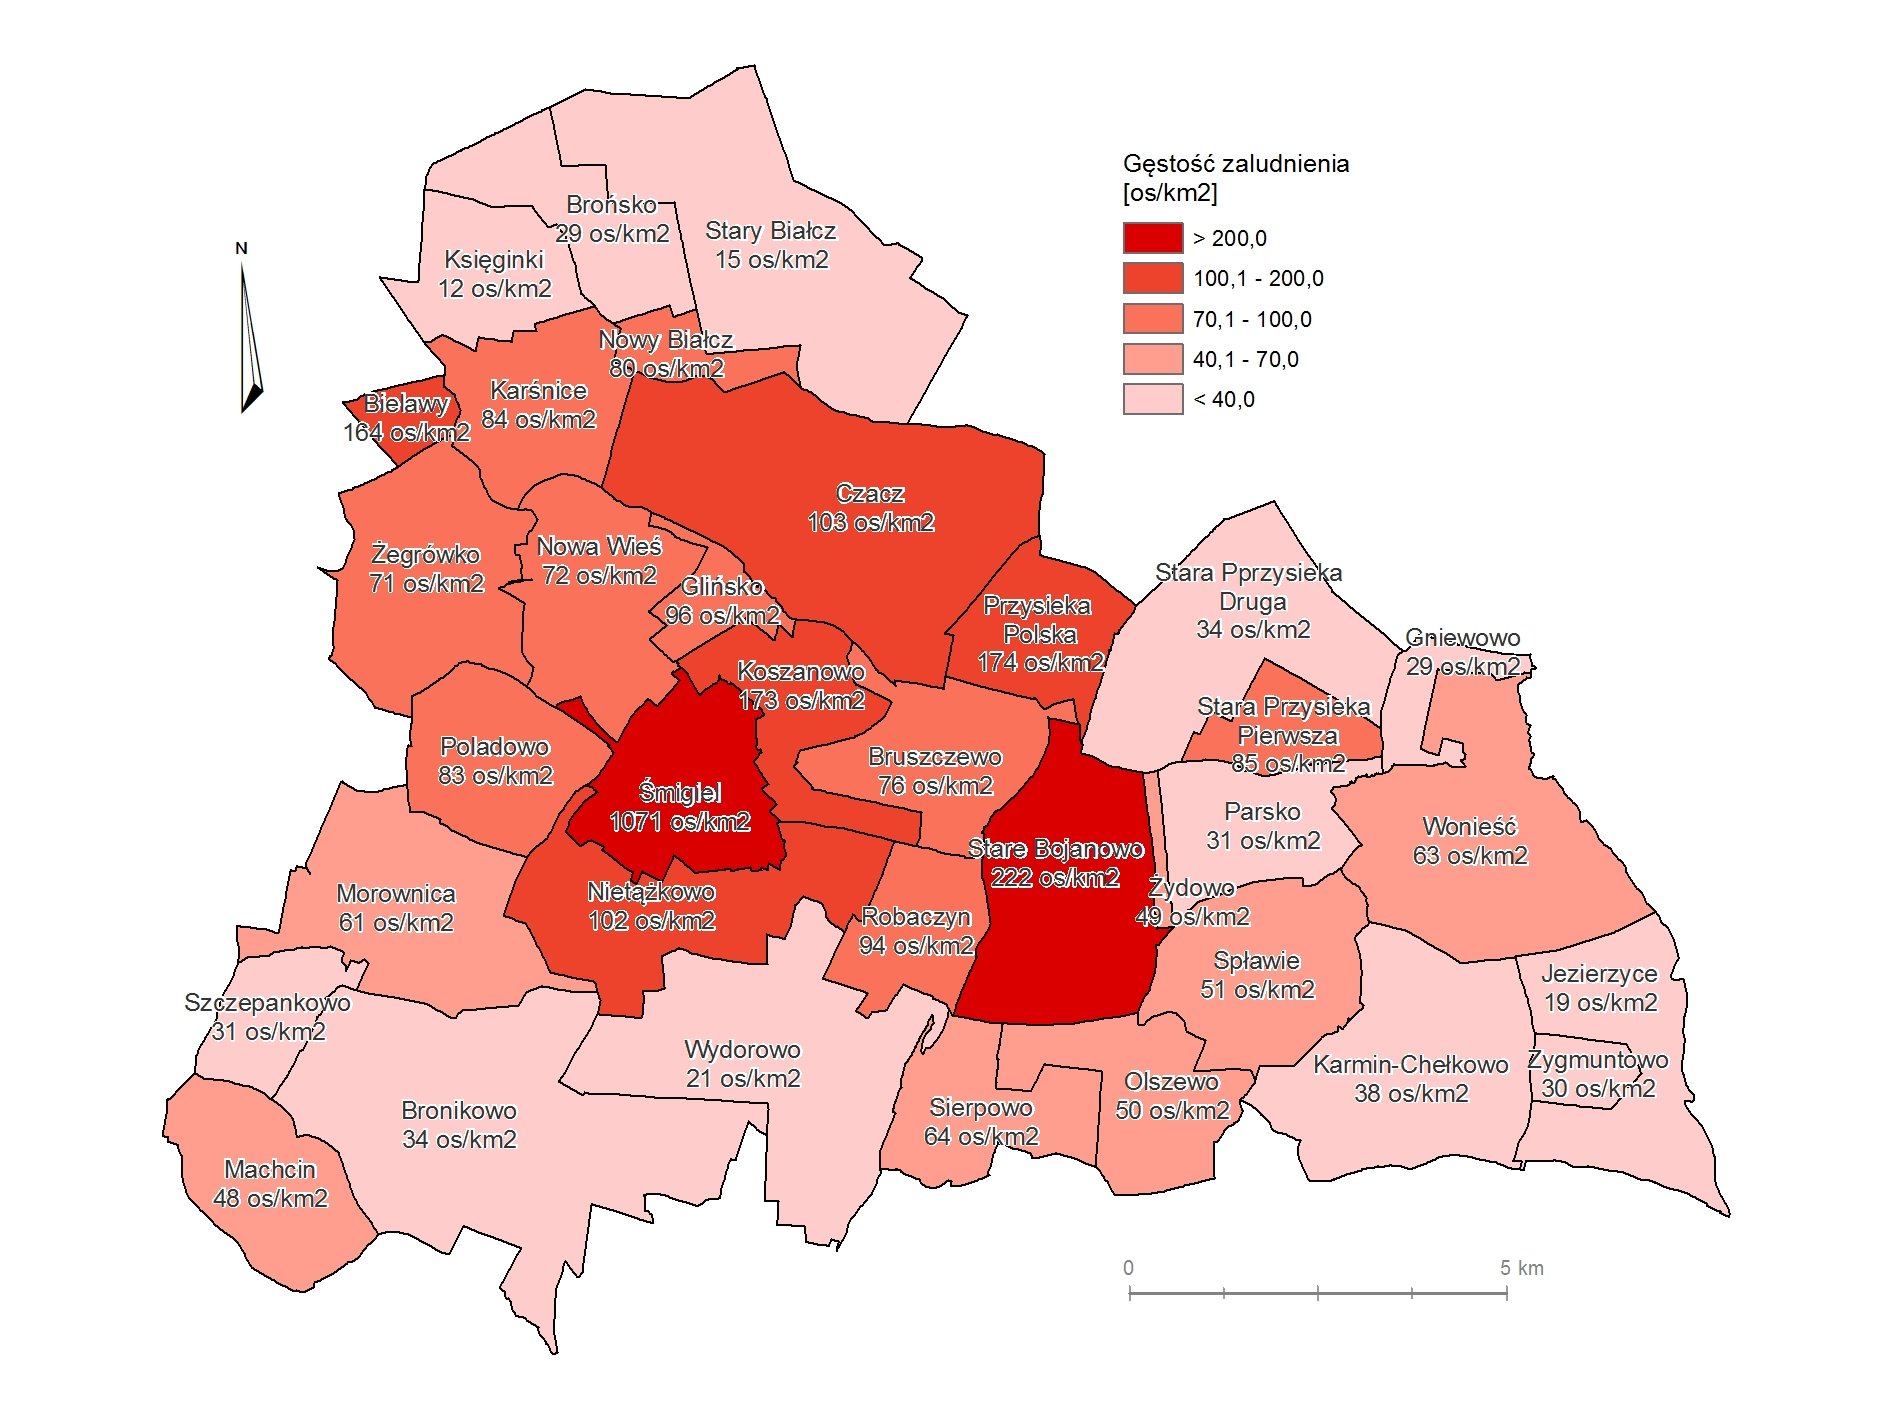 Gęstość zaludnienia
[os/km2]
> 200,0
100,1 - 200,0
70,1 - 100,0
40,1 - 70,0
< 40,0
N
Brońsko
29 os/km2
Stary Białcz
15 os/km2
Księginki
12 os/km2
Nowy Białcz
80 os/km2
Karśnice
84 os/km2
Bielawy
164 os/km2
Czacz
103 os/km2
Żegrówko
71 os/km2
Nowa Wieś
72 os/km2
Glińsko
96 os/km2
Przysieka
Polska
174 os/km2
Stara Pprzysieka
Druga
34 os/km2
Gniewowo
29 os/km2
Koszanowo
173 os/km2
Stara Przysieka
Pierwsza
85 os/km2
Poladowo
83 os/km2
Bruszczewo
76 os/km2
Śmigiel
1071 os/km2
Parsko
31 os/km2
Wonieść
63 os/km2
Stare Bojanowo
222 os/km2
Żydowo
49 os/km2
Morownica
61 os/km2
Nietążkowo
102 os/km2
Robaczyn
94 os/km2
Spławie
51 os/km2
Jezierzyce
19 os/km2
Szczepankowo
31 os/km2
Wydorowo
21 os/km2
Karmin-Chełkowo
38 os/km2
Zygmuntowo
30 os/km2
Olszewo
50 os/km2
Sierpowo
64 os/km2
Bronikowo
34 os/km2
Machcin
48 os/km2
0
5 km